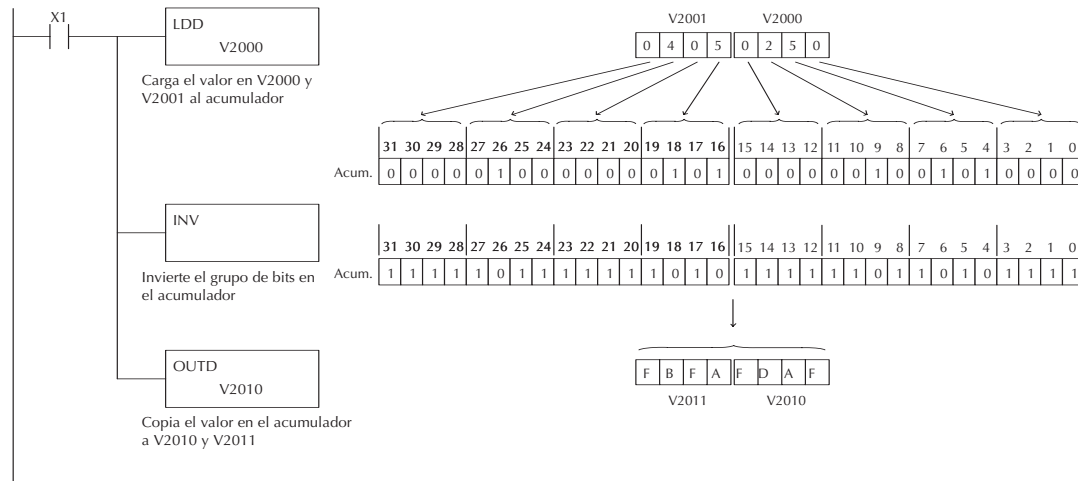 X1
LDD
V2000
Carga el valor en V2000 y
V2001 al acumulador
V2001 V2000
0 4 0 5 0 2 5 0
31 30 29 28 27 26 25 24 23 22 21 20 19 18 17 16 15 14 13 12 11 10 9 8 7 6 5 4 3 2 1 0
Acum. 0 0 0 0 0 1 0 0 0 0 0 0 0 1 0 1 0 0 0 0 0 0 1 0 0 1 0 1 0 0 0 0
INV
Invierte el grupo de bits en
el acumulador
31 30 29 28 27 26 25 24 23 22 21 20 19 18 17 16 15 14 13 12 11 10 9 8 7 6 5 4 3 2 1 0
Acum. 1 1 1 1 1 0 1 1 1 1 1 1 1 0 1 0 1 1 1 1 1 1 0 1 1 0 1 0 1 1 1 1
OUTD
V2010
Copia el valor en el acumulador
a V2010 y V2011
F B F A F D A F
V2011 V2010